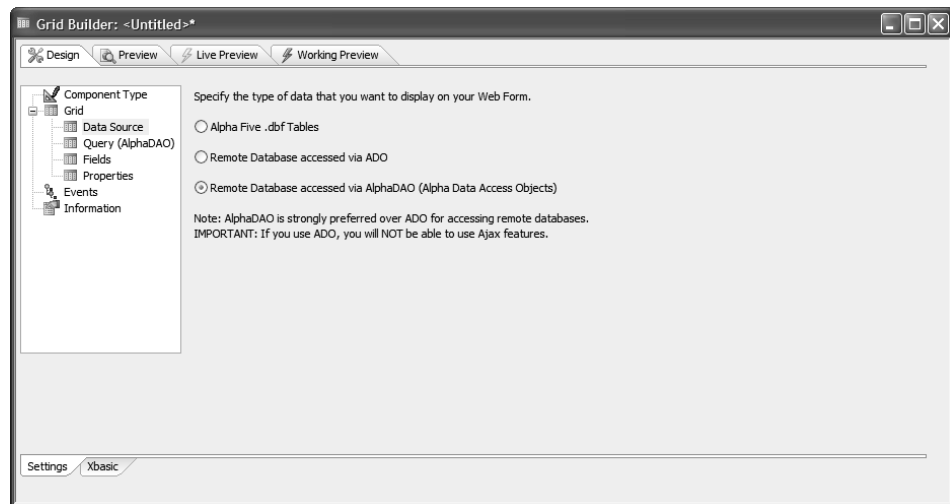 Grid Builder: <Untitled>*
Design Preview Live Preview Working Preview
Component Type
Grid
Data Source
Query (AlphaDAO)
Fields
Properties
Events
Information
Specify the type of data that you want to display on your Web Form.
Alpha Five .dbf Tables
Remote Database accessed via ADO
Remote Database accessed via AlphaDAO (Alpha Data Access Objects)
Note: AlphaDAO is strongly preferred over ADO for accessing remote databases.
IMPORTANT: If you use ADO, you will NOT be able to use Ajax features.
Settings Xbasic